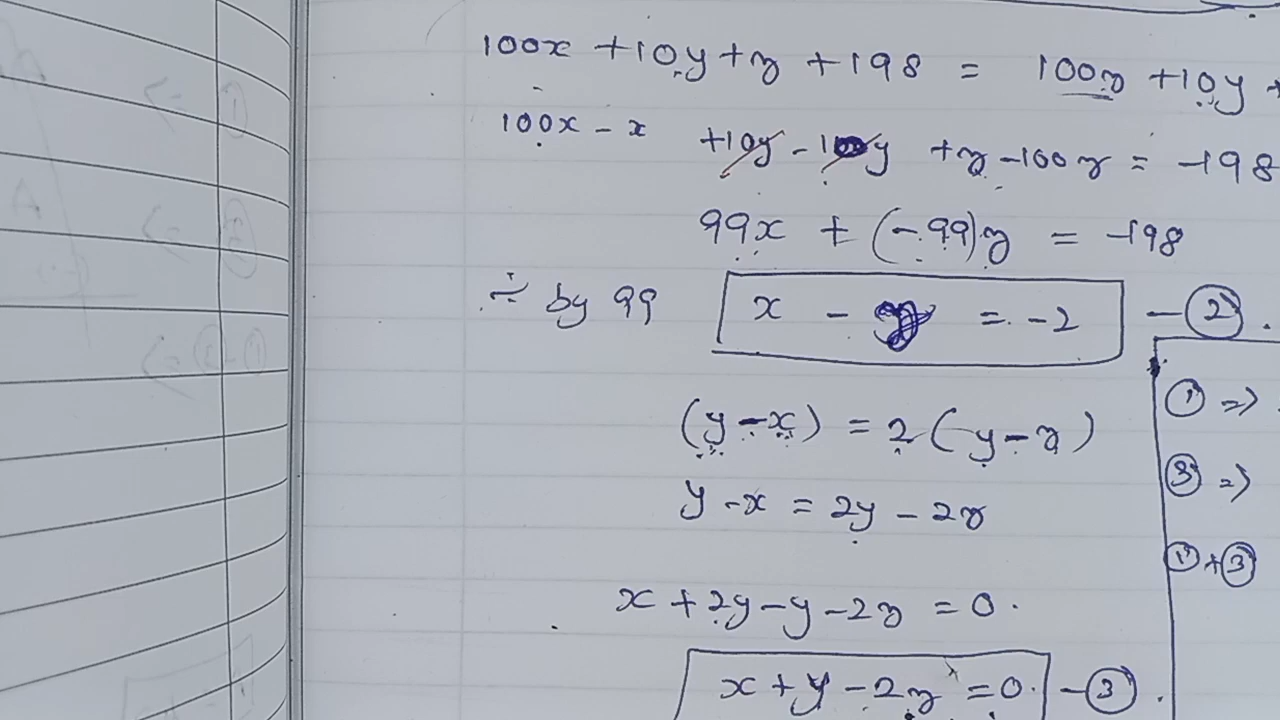 100x + 10y + z + 198 = 100z + 10y +
100x - x + 10y - 10y + z - 100z = -198
99x + (-99)z = -198
÷ by 99 x - z = -2 - ②.
(y - x) = 2(y - z)
y - x = 2y - 2z
x + 2y - y - 2z = 0.
x + y - 2z = 0. - ③.
① =>
③ =>
① + ③